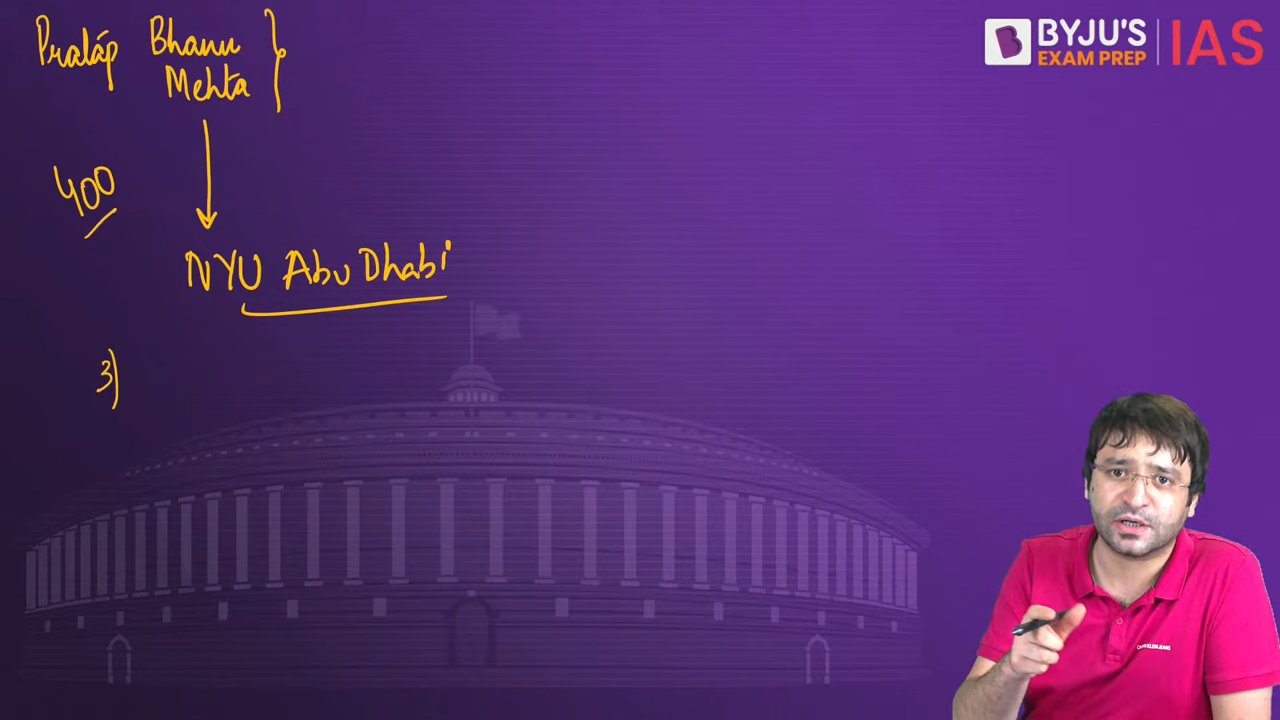 Pratap Bhanu
Mehta
400
NYU Abu Dhabi
3)
BYJU'S
EXAM PREP
IAS